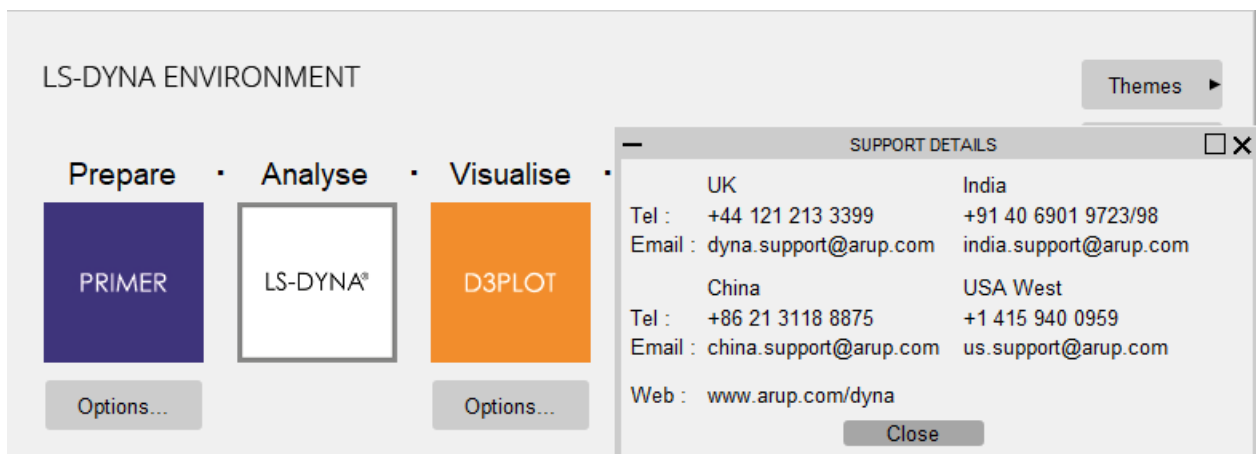 LS-DYNA ENVIRONMENT
Themes
Prepare · Analyse · Visualise ·
PRIMER
LS-DYNA®
D3PLOT
Options...
Options...
SUPPORT DETAILS
UK India
Tel : +44 121 213 3399 +91 40 6901 9723/98
Email : dyna.support@arup.com india.support@arup.com
China USA West
Tel : +86 21 3118 8875 +1 415 940 0959
Email : china.support@arup.com us.support@arup.com
Web : www.arup.com/dyna
Close